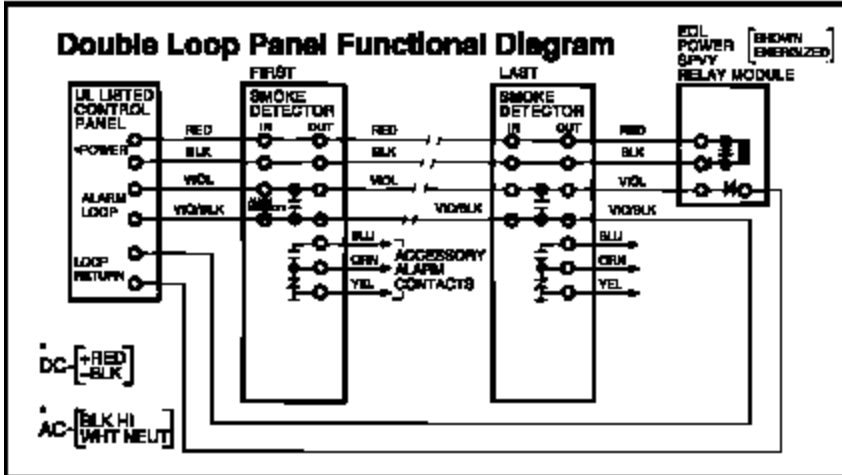 Double Loop Panel Functional Diagram
EOL
POWER
SPVY
RELAY MODULE
[SHOWN
ENERGIZED]
FIRST
LAST
UL LISTED
CONTROL
PANEL
*POWER
ALARM
LOOP
LOOP
RETURN
SMOKE
DETECTOR
IN OUT
SMOKE
DETECTOR
IN OUT
RED RED RED
BLK BLK BLK
VIOL VIOL VIOL
VIO/BLK VIO/BLK VIO/BLK
BLU
ORN
YEL
ACCESSORY
ALARM
CONTACTS
BLU
ORN
YEL
*
DC-[+RED
-BLK]
*
AC-[BLK HI
WHT NEUT]